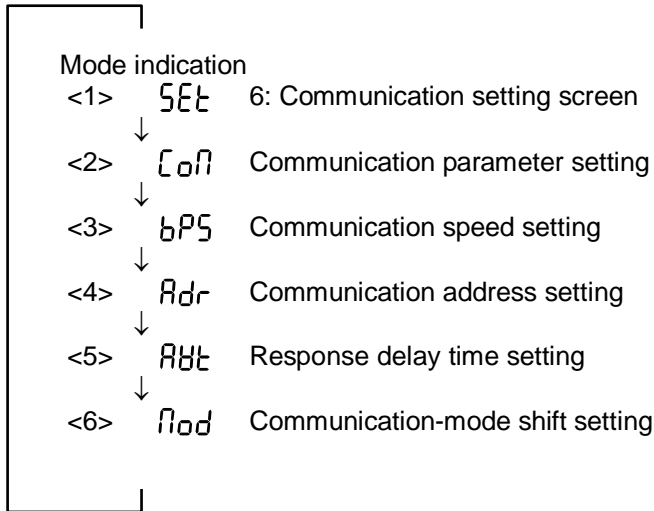 Mode indication
<1> SEt 6: Communication setting screen
↓
<2> CoM Communication parameter setting
↓
<3> bPS Communication speed setting
↓
<4> Adr Communication address setting
↓
<5> AWt Response delay time setting
↓
<6> Mod Communication-mode shift setting